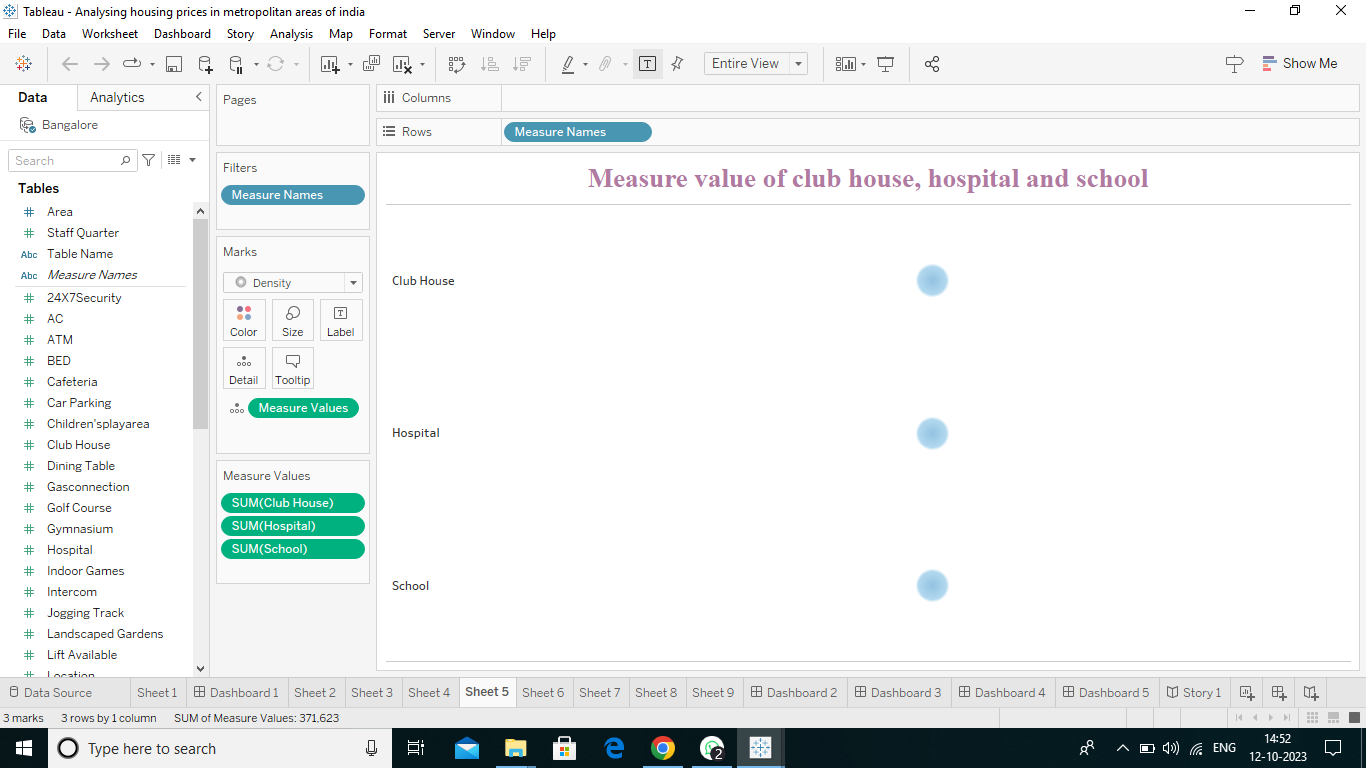 Tableau - Analysing housing prices in metropolitan areas of india
File Data Worksheet Dashboard Story Analysis Map Format Server Window Help
Entire View
Show Me
Data Analytics
Bangalore
Search
Tables
Area
Staff Quarter
Abc Table Name
Abc Measure Names
24X7Security
AC
ATM
BED
Cafeteria
Car Parking
Children'splayarea
Club House
Dining Table
Gasconnection
Golf Course
Gymnasium
Hospital
Indoor Games
Intercom
Jogging Track
Landscaped Gardens
Lift Available
Location
Pages
Filters
Measure Names
Marks
Density
Color Size Label
Detail Tooltip
Measure Values
Measure Values
SUM(Club House)
SUM(Hospital)
SUM(School)
Columns
Rows Measure Names
Measure value of club house, hospital and school
Club House
Hospital
School
Data Source Sheet 1 Dashboard 1 Sheet 2 Sheet 3 Sheet 4 Sheet 5 Sheet 6 Sheet 7 Sheet 8 Sheet 9 Dashboard 2 Dashboard 3 Dashboard 4 Dashboard 5 Story 1
3 marks 3 rows by 1 column SUM of Measure Values: 371,623
Type here to search
2
ENG
14:52
12-10-2023